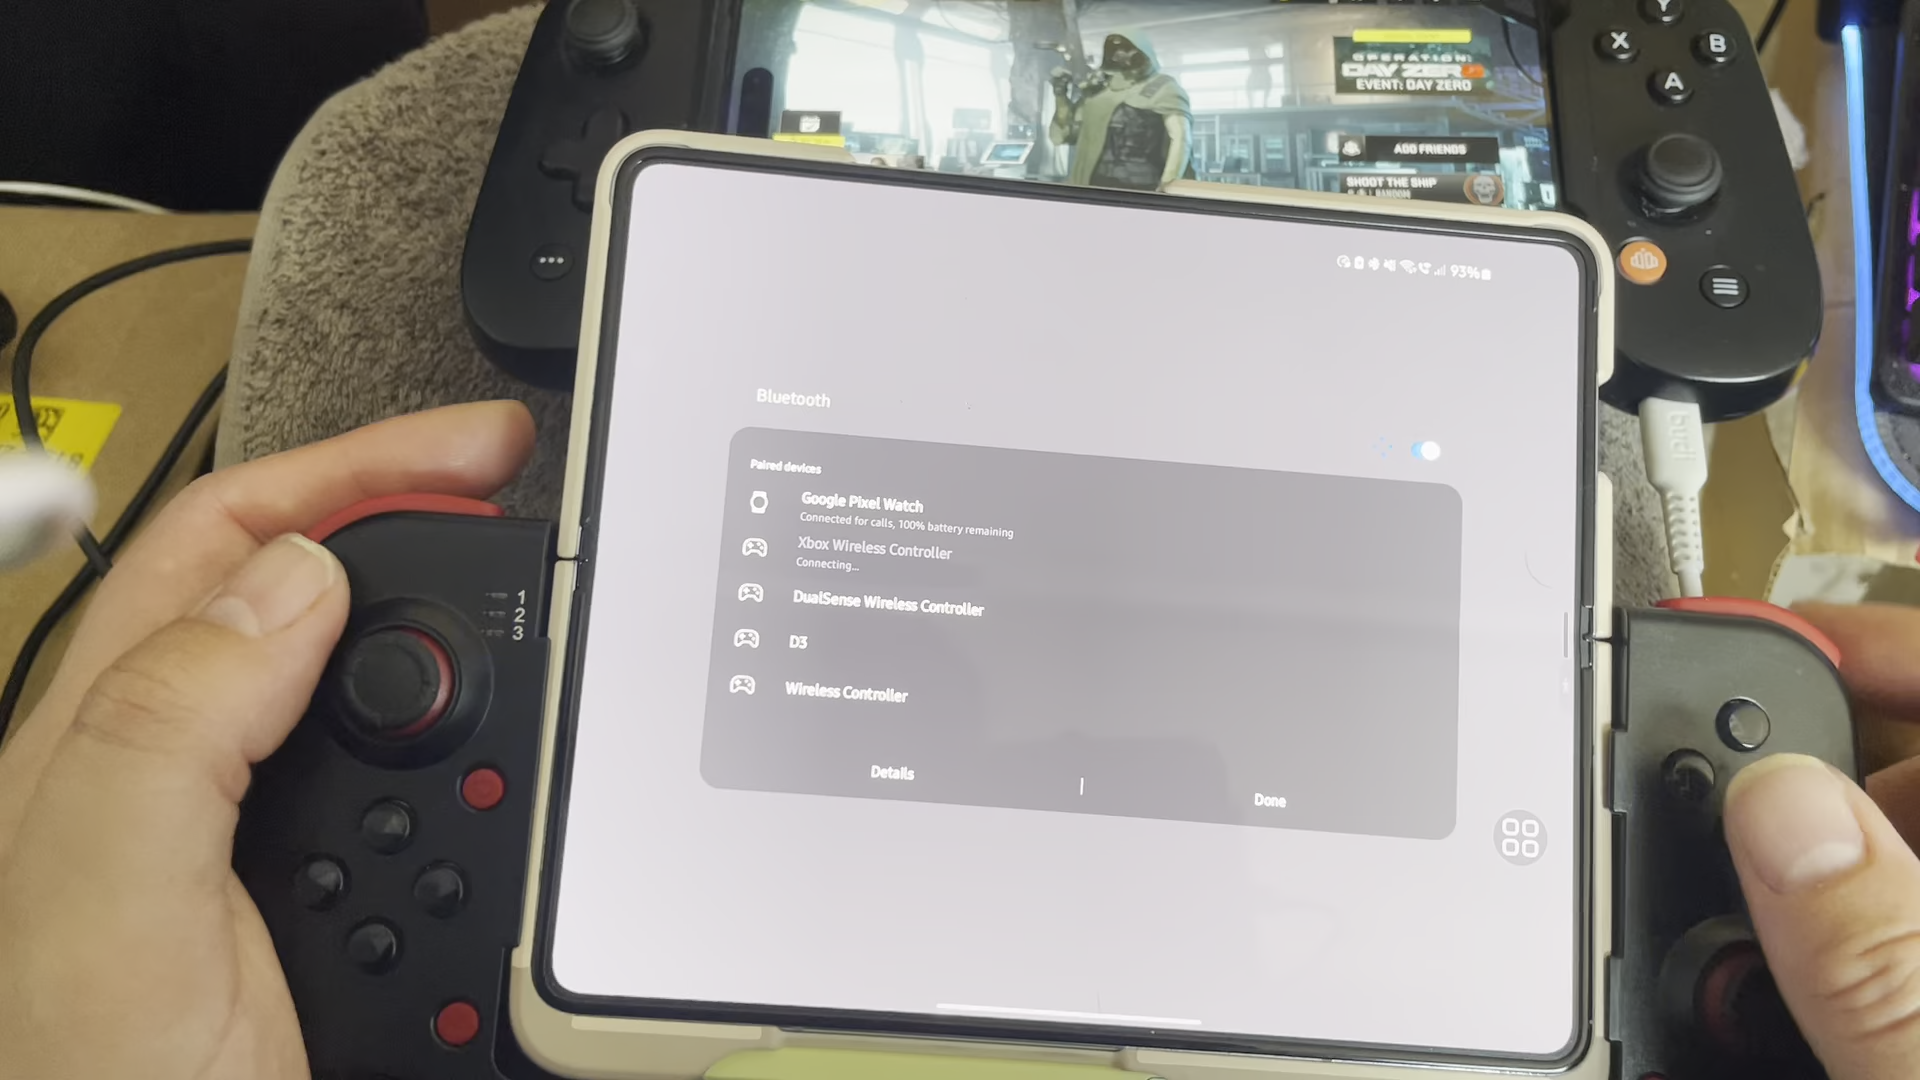 Y
X
B
A
OPERATION:
DAY ZERO
EVENT: DAY ZERO
ADD FRIENDS
SHOOT THE SHIP
RANDOM
93%
budi
Bluetooth
Paired devices
Google Pixel Watch
Connected for calls, 100% battery remaining
Xbox Wireless Controller
Connecting...
DualSense Wireless Controller
D3
Wireless Controller
Details
Done
1
2
3